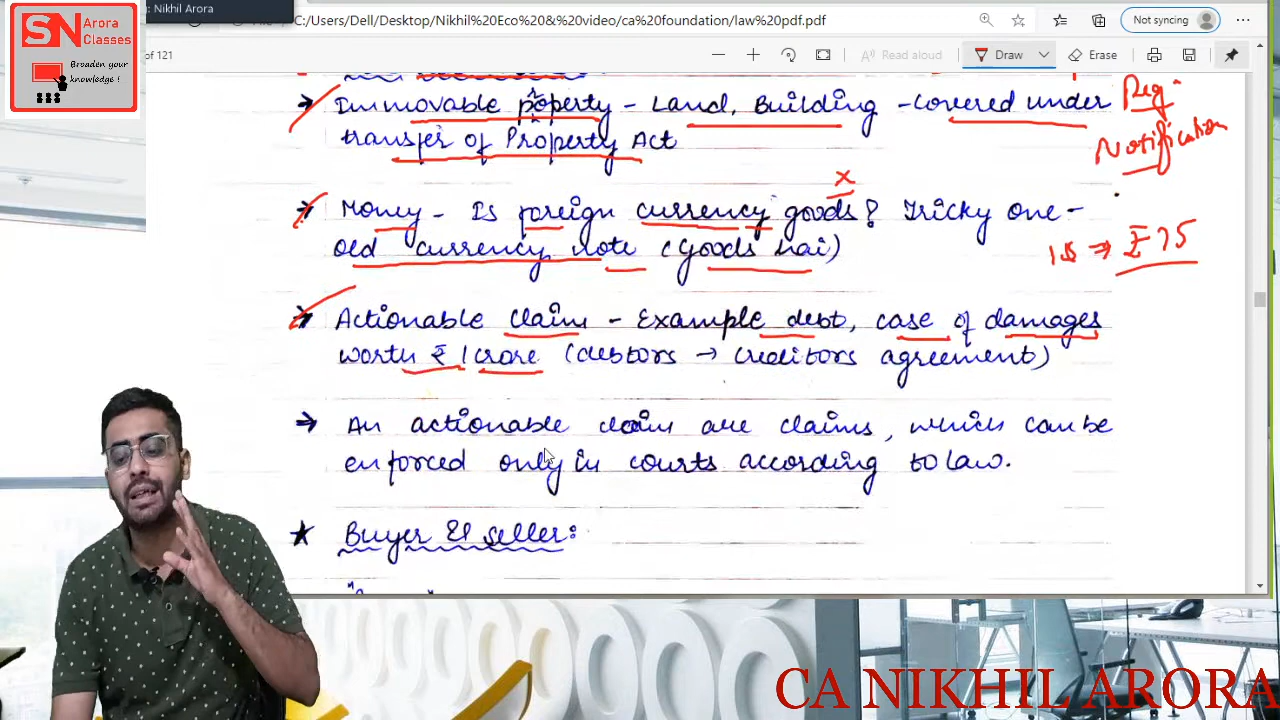 : Nikhil Arora
SN Arora
Classes
Broaden your
knowledge !
C:/Users/Dell/Desktop/Nikhil%20Eco%20&%20video/ca%20foundation/law%20pdf.pdf
Not syncing
of 121
Read aloud
Draw
Erase
→ Immovable property - Land, Building - covered under
transfer of Property Act
Reg.
Notification
→ Money - Is foreign currency goods? Tricky one -
x
old currency note (Goods hai)
1$ → ₹75
→ Actionable claim - Example debt, case of damages
worth ₹ 1 crore (debtors → creditors agreement)
→ An actionable claim are claims, which can be
enforced only in courts according to law.
★ Buyer & seller:
CA NIKHIL ARORA